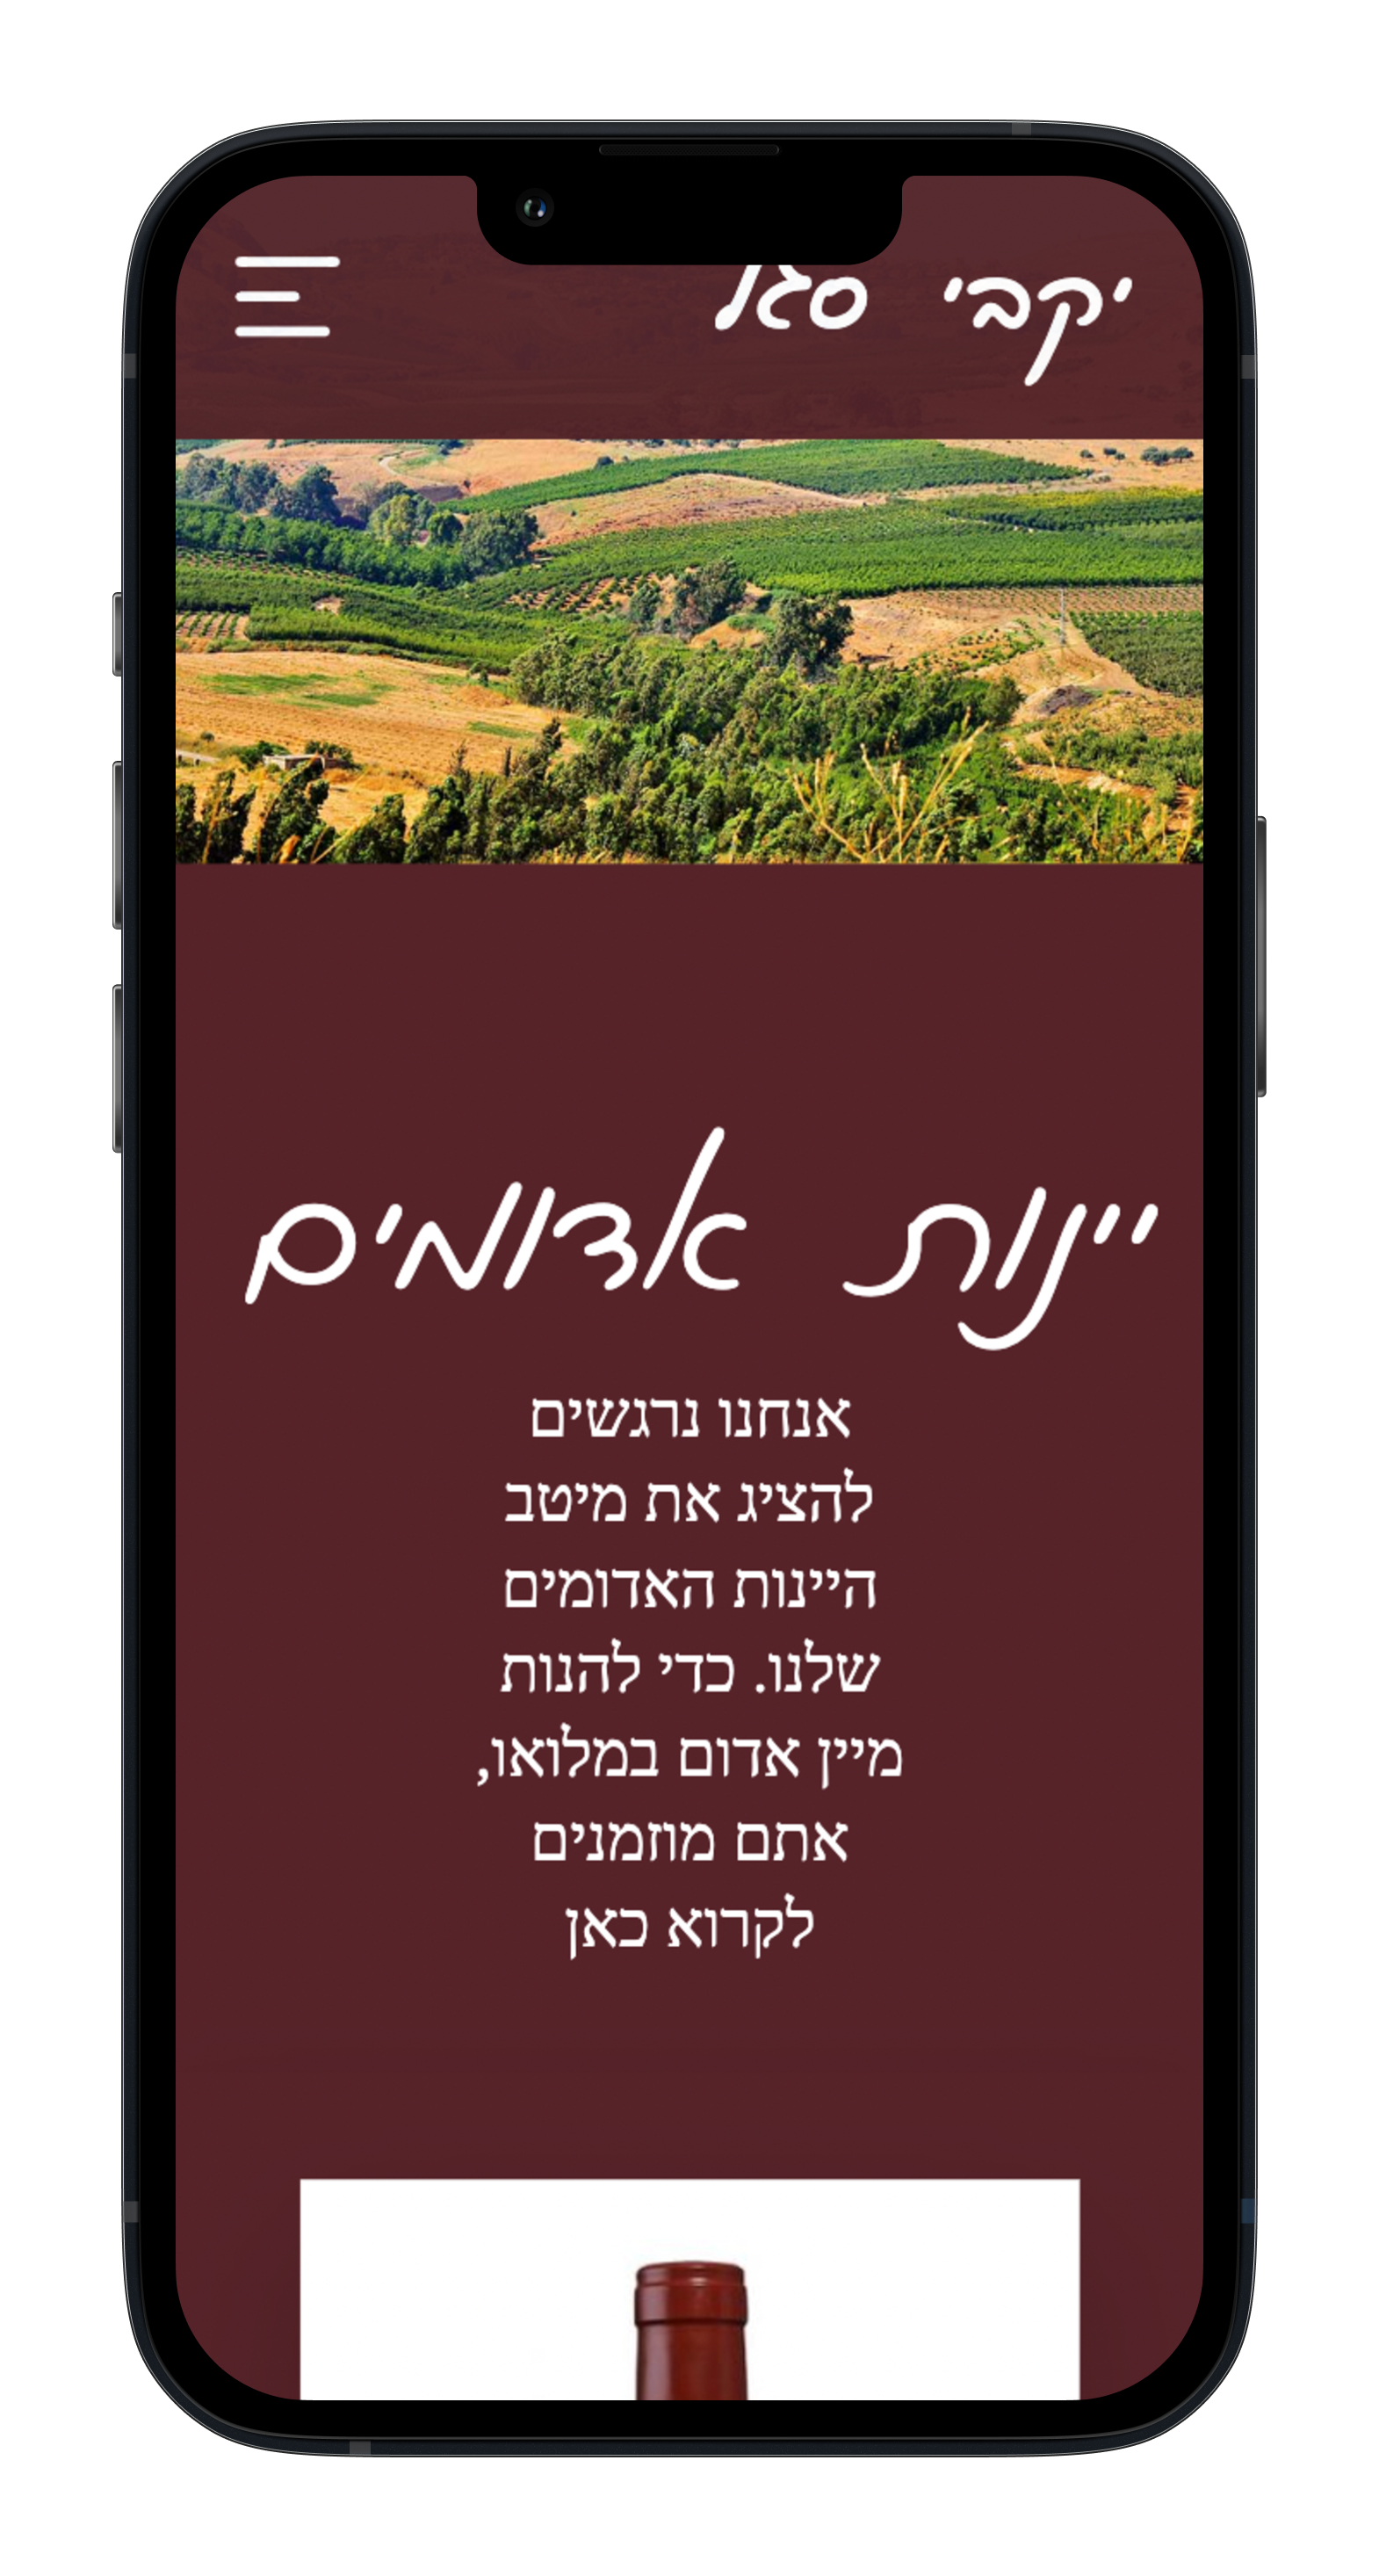 יקבי סגל
יינות אדומים
אנחנו נרגשים
להציג את מיטב
היינות האדומים
שלנו. כדי להנות
מיין אדום במלואו,
אתם מוזמנים
לקרוא כאן